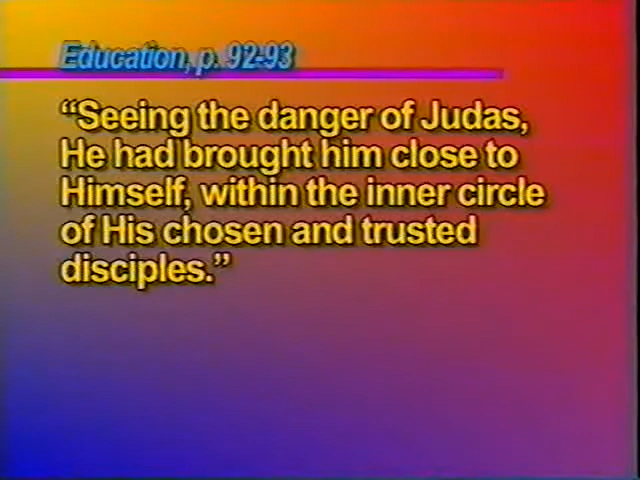 Education, p. 92-93
“Seeing the danger of Judas,
He had brought him close to
Himself, within the inner circle
of His chosen and trusted
disciples.”